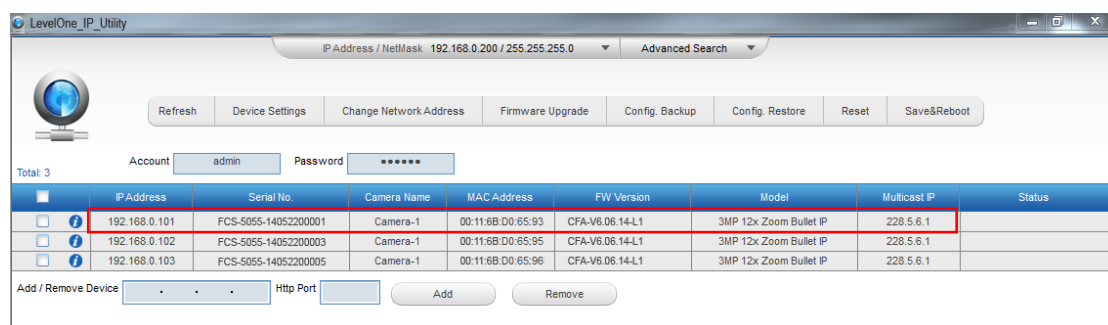 LevelOne_IP_Utility
IP Address / NetMask 192.168.0.200 / 255.255.255.0 Advanced Search
Refresh Device Settings Change Network Address Firmware Upgrade Config. Backup Config. Restore Reset Save&Reboot
Account admin Password ●●●●●●
Total: 3
IP Address Serial No. Camera Name MAC Address FW Version Model Multicast IP Status
192.168.0.101 FCS-5055-14052200001 Camera-1 00:11:6B:D0:65:93 CFA-V6.06.14-L1 3MP 12x Zoom Bullet IP 228.5.6.1
192.168.0.102 FCS-5055-14052200003 Camera-1 00:11:6B:D0:65:95 CFA-V6.06.14-L1 3MP 12x Zoom Bullet IP 228.5.6.1
192.168.0.103 FCS-5055-14052200005 Camera-1 00:11:6B:D0:65:96 CFA-V6.06.14-L1 3MP 12x Zoom Bullet IP 228.5.6.1
Add / Remove Device . . . Http Port Add Remove